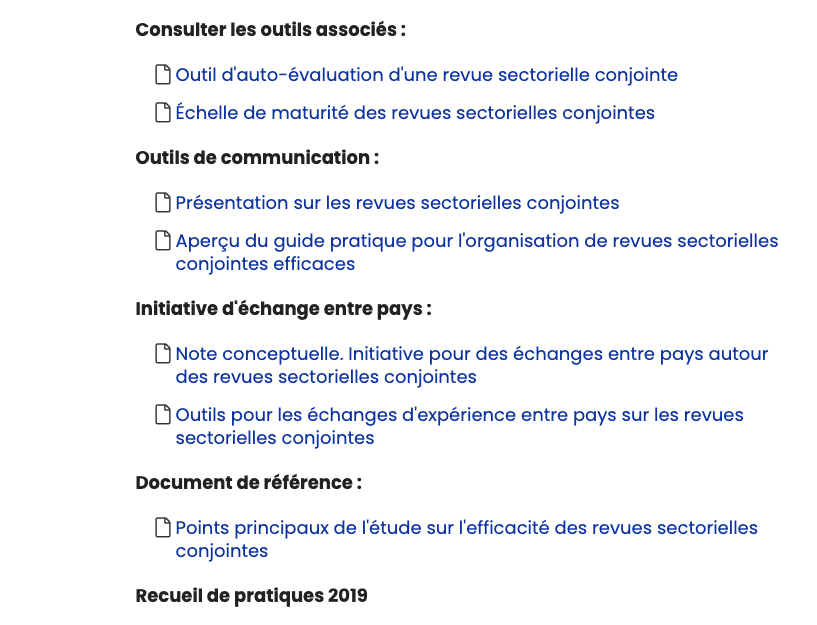 Consulter les outils associés :
Outil d'auto-évaluation d'une revue sectorielle conjointe
Échelle de maturité des revues sectorielles conjointes
Outils de communication :
Présentation sur les revues sectorielles conjointes
Aperçu du guide pratique pour l'organisation de revues sectorielles
conjointes efficaces
Initiative d'échange entre pays :
Note conceptuelle. Initiative pour des échanges entre pays autour
des revues sectorielles conjointes
Outils pour les échanges d'expérience entre pays sur les revues
sectorielles conjointes
Document de référence :
Points principaux de l'étude sur l'efficacité des revues sectorielles
conjointes
Recueil de pratiques 2019